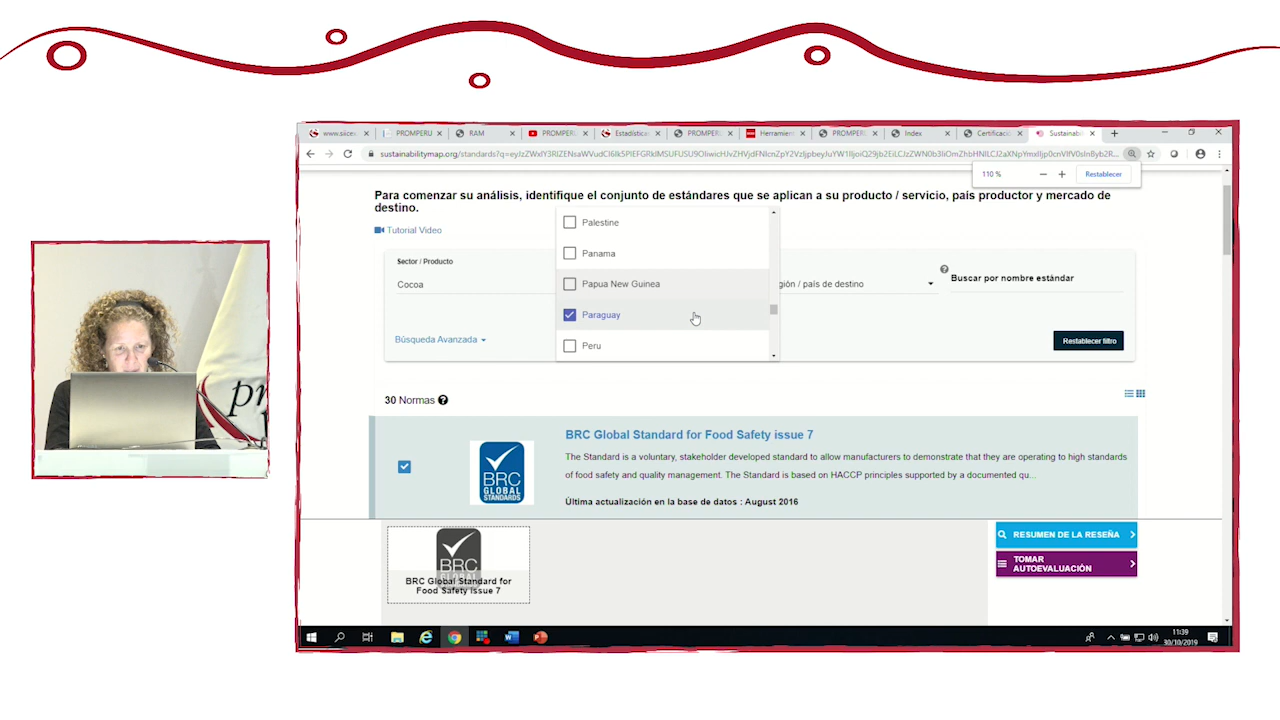 www.siicex
PROMPERU
RAM
PROMPERU
Estadísticas
PROMPERU
Herramien
PROMPERU
Index
Certificacio
Sustainabil
110 %
Restablecer
Para comenzar su análisis, identifique el conjunto de estándares que se aplican a su producto / servicio, país productor y mercado de
destino.
Tutorial Video
Sector / Producto
Cocoa
Palestine
Panama
Papua New Guinea
Paraguay
Peru
gión / país de destino
Buscar por nombre estándar
Búsqueda Avanzada
Restablecer filtro
30 Normas
BRC Global Standard for Food Safety issue 7
The Standard is a voluntary, stakeholder developed standard to allow manufacturers to demonstrate that they are operating to high standards
of food safety and quality management. The Standard is based on HACCP principles supported by a documented qu...
Última actualización en la base de datos : August 2016
BRC
GLOBAL
STANDARDS
BRC
BRC Global Standard for
Food Safety issue 7
RESUMEN DE LA RESEÑA
TOMAR
AUTOEVALUACIÓN
11:39
30/10/2019